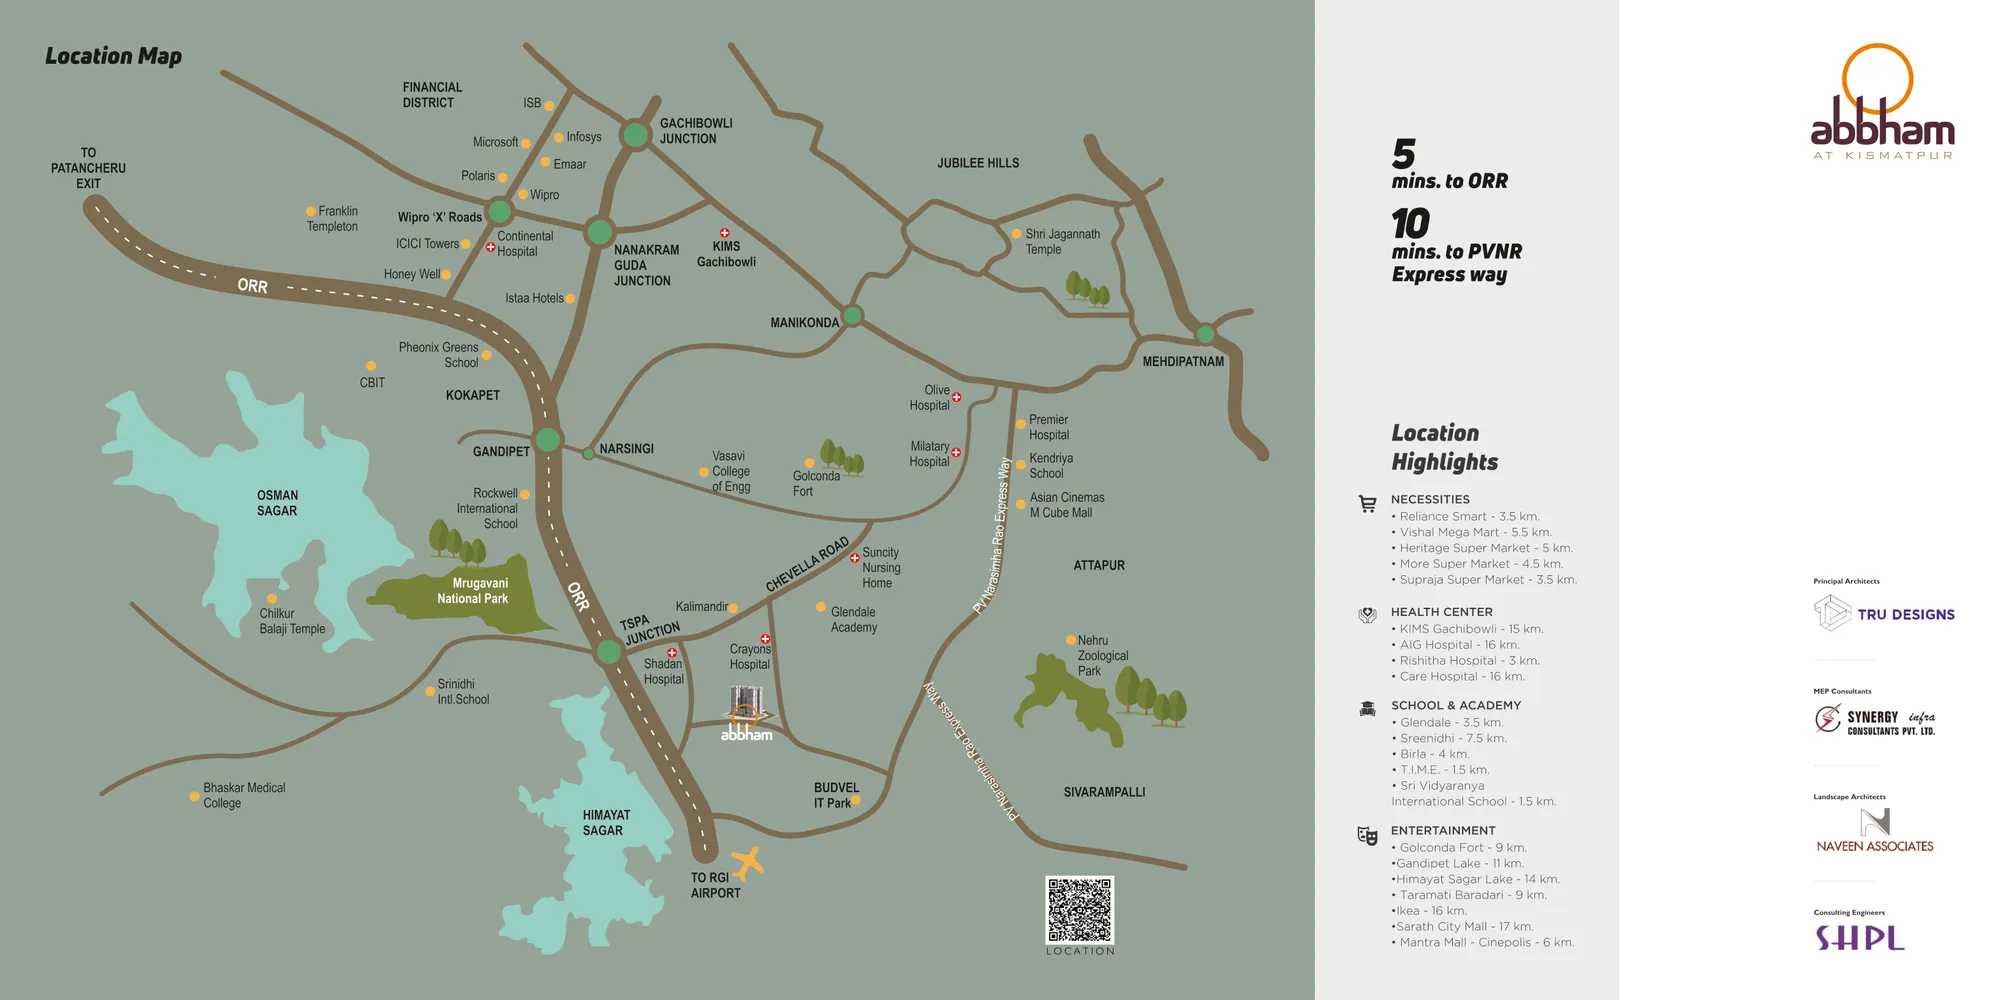 Location Map
FINANCIAL
DISTRICT
ISB
Microsoft
Infosys
Emaar
Polaris
Wipro
GACHIBOWLI
JUNCTION
TO
PATANCHERU
EXIT
Franklin
Templeton
Wipro ‘X’ Roads
ICICI Towers
Continental
Hospital
Honey Well
Istaa Hotels
NANAKRAM
GUDA
JUNCTION
KIMS
Gachibowli
JUBILEE HILLS
Shri Jagannath
Temple
ORR
MANIKONDA
MEHDIPATNAM
Pheonix Greens
School
CBIT
KOKAPET
GANDIPET
NARSINGI
Olive
Hospital
Milatary
Hospital
Premier
Hospital
Kendriya
School
Asian Cinemas
M Cube Mall
Vasavi
College
of Engg
Golconda
Fort
OSMAN
SAGAR
Rockwell
International
School
Mrugavani
National Park
Chilkur
Balaji Temple
ORR
TSPA
JUNCTION
CHEVELLA ROAD
Suncity
Nursing
Home
Kalimandir
Glendale
Academy
Crayons
Hospital
Shadan
Hospital
abbham
PV Narasimha Rao Express Way
ATTAPUR
Nehru
Zoological
Park
PV Narasimha Rao Express Way
SIVARAMPALLI
Srinidhi
Intl.School
Bhaskar Medical
College
HIMAYAT
SAGAR
BUDVEL
IT Park
TO RGI
AIRPORT
LOCATION
5
mins. to ORR
10
mins. to PVNR
Express way
Location
Highlights
NECESSITIES
• Reliance Smart - 3.5 km.
• Vishal Mega Mart - 5.5 km.
• Heritage Super Market - 5 km.
• More Super Market - 4.5 km.
• Supraja Super Market - 3.5 km.
HEALTH CENTER
• KIMS Gachibowli - 15 km.
• AIG Hospital - 16 km.
• Rishitha Hospital - 3 km.
• Care Hospital - 16 km.
SCHOOL & ACADEMY
• Glendale - 3.5 km.
• Sreenidhi - 7.5 km.
• Birla - 4 km.
• T.I.M.E. - 1.5 km.
• Sri Vidyaranya
International School - 1.5 km.
ENTERTAINMENT
• Golconda Fort - 9 km.
•Gandipet Lake - 11 km.
•Himayat Sagar Lake - 14 km.
• Taramati Baradari - 9 km.
•Ikea - 16 km.
•Sarath City Mall - 17 km.
• Mantra Mall - Cinepolis - 6 km.
abbham
AT KISMATPUR
Principal Architects
TRU DESIGNS
MEP Consultants
SYNERGY infra
CONSULTANTS PVT. LTD.
Landscape Architects
NAVEEN ASSOCIATES
Consulting Engineers
SHPL